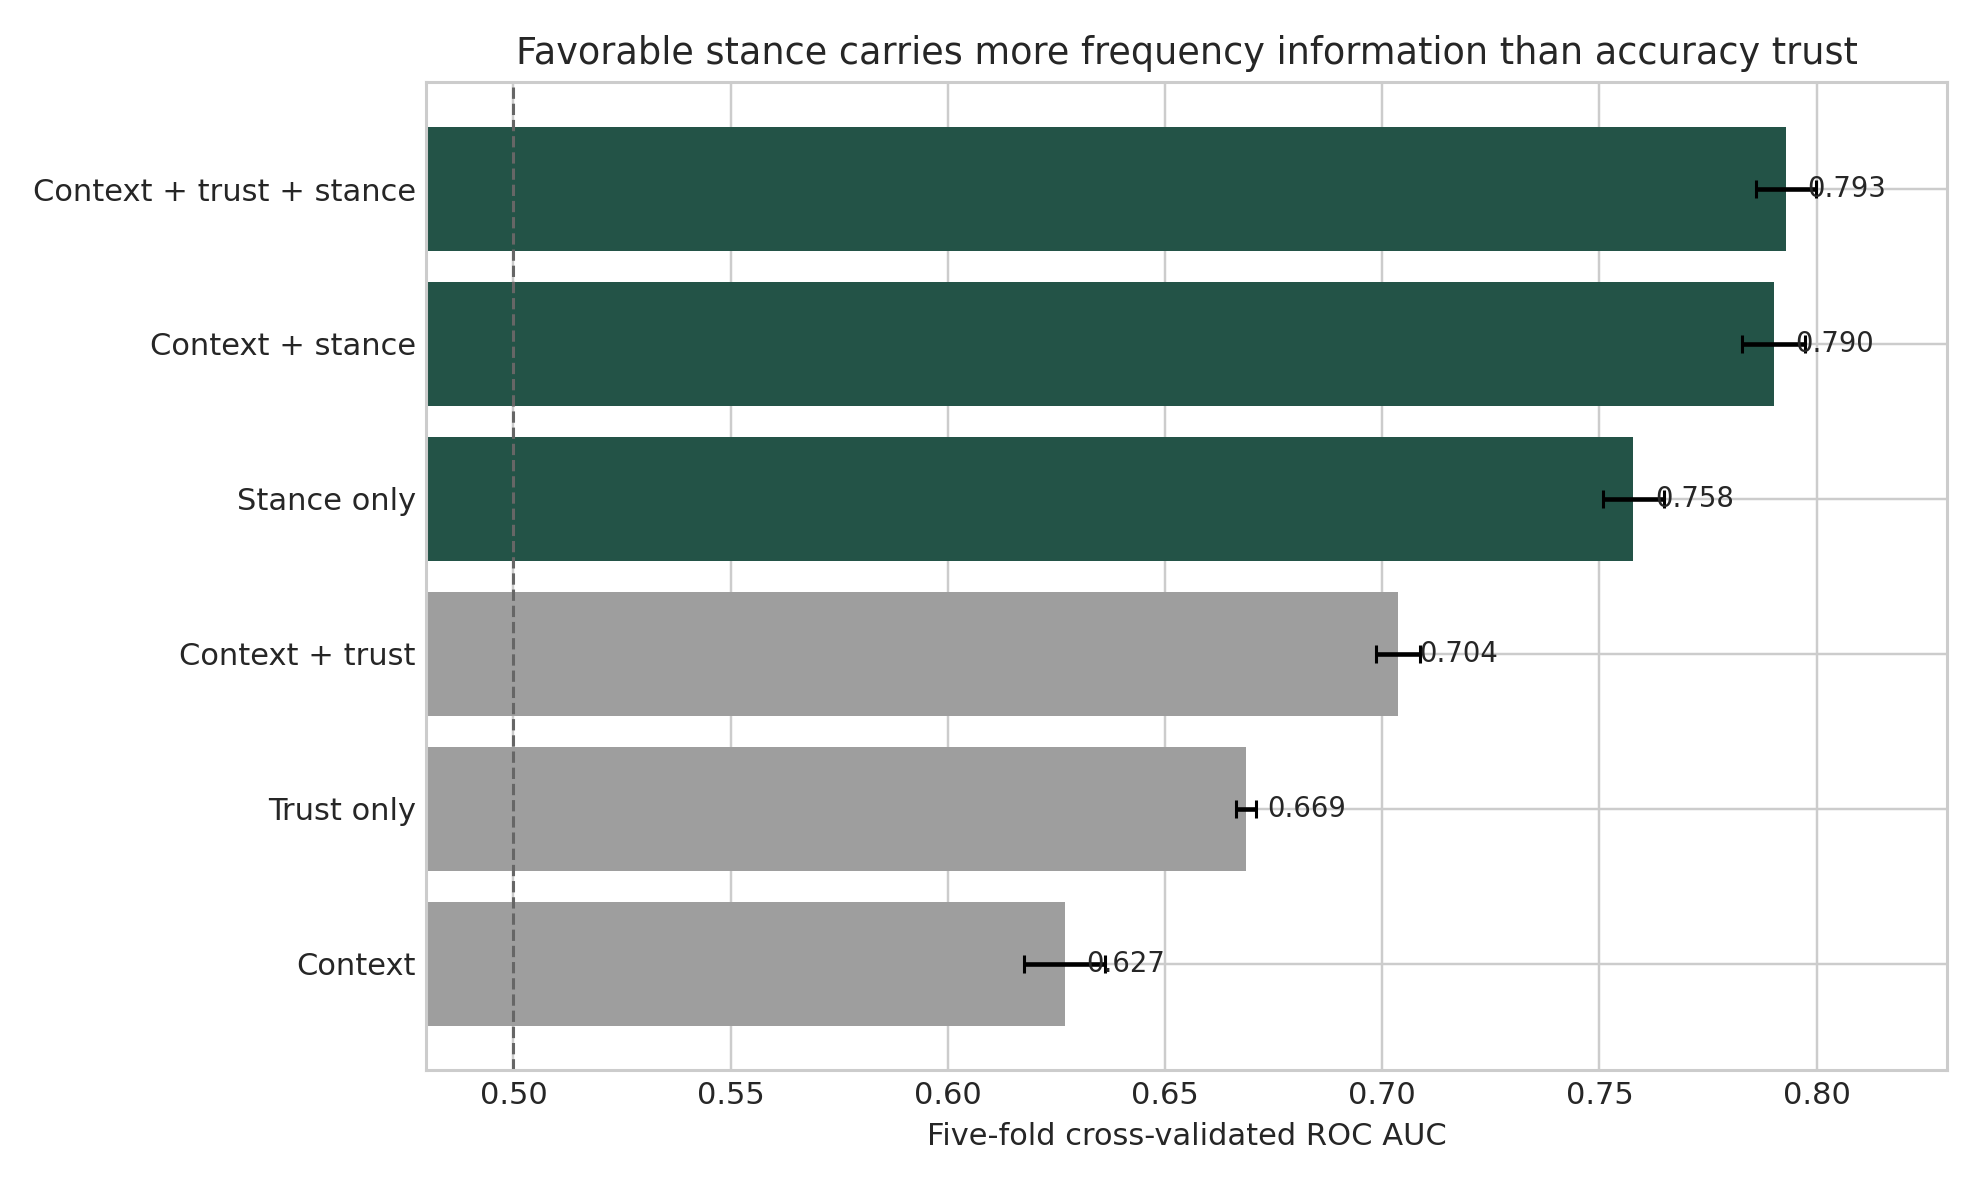 Favorable stance carries more frequency information than accuracy trust
Context + trust + stance
0.793
Context + stance
0.790
Stance only
0.758
Context + trust
0.704
Trust only
0.669
Context
0.627
0.50 0.55 0.60 0.65 0.70 0.75 0.80
Five-fold cross-validated ROC AUC